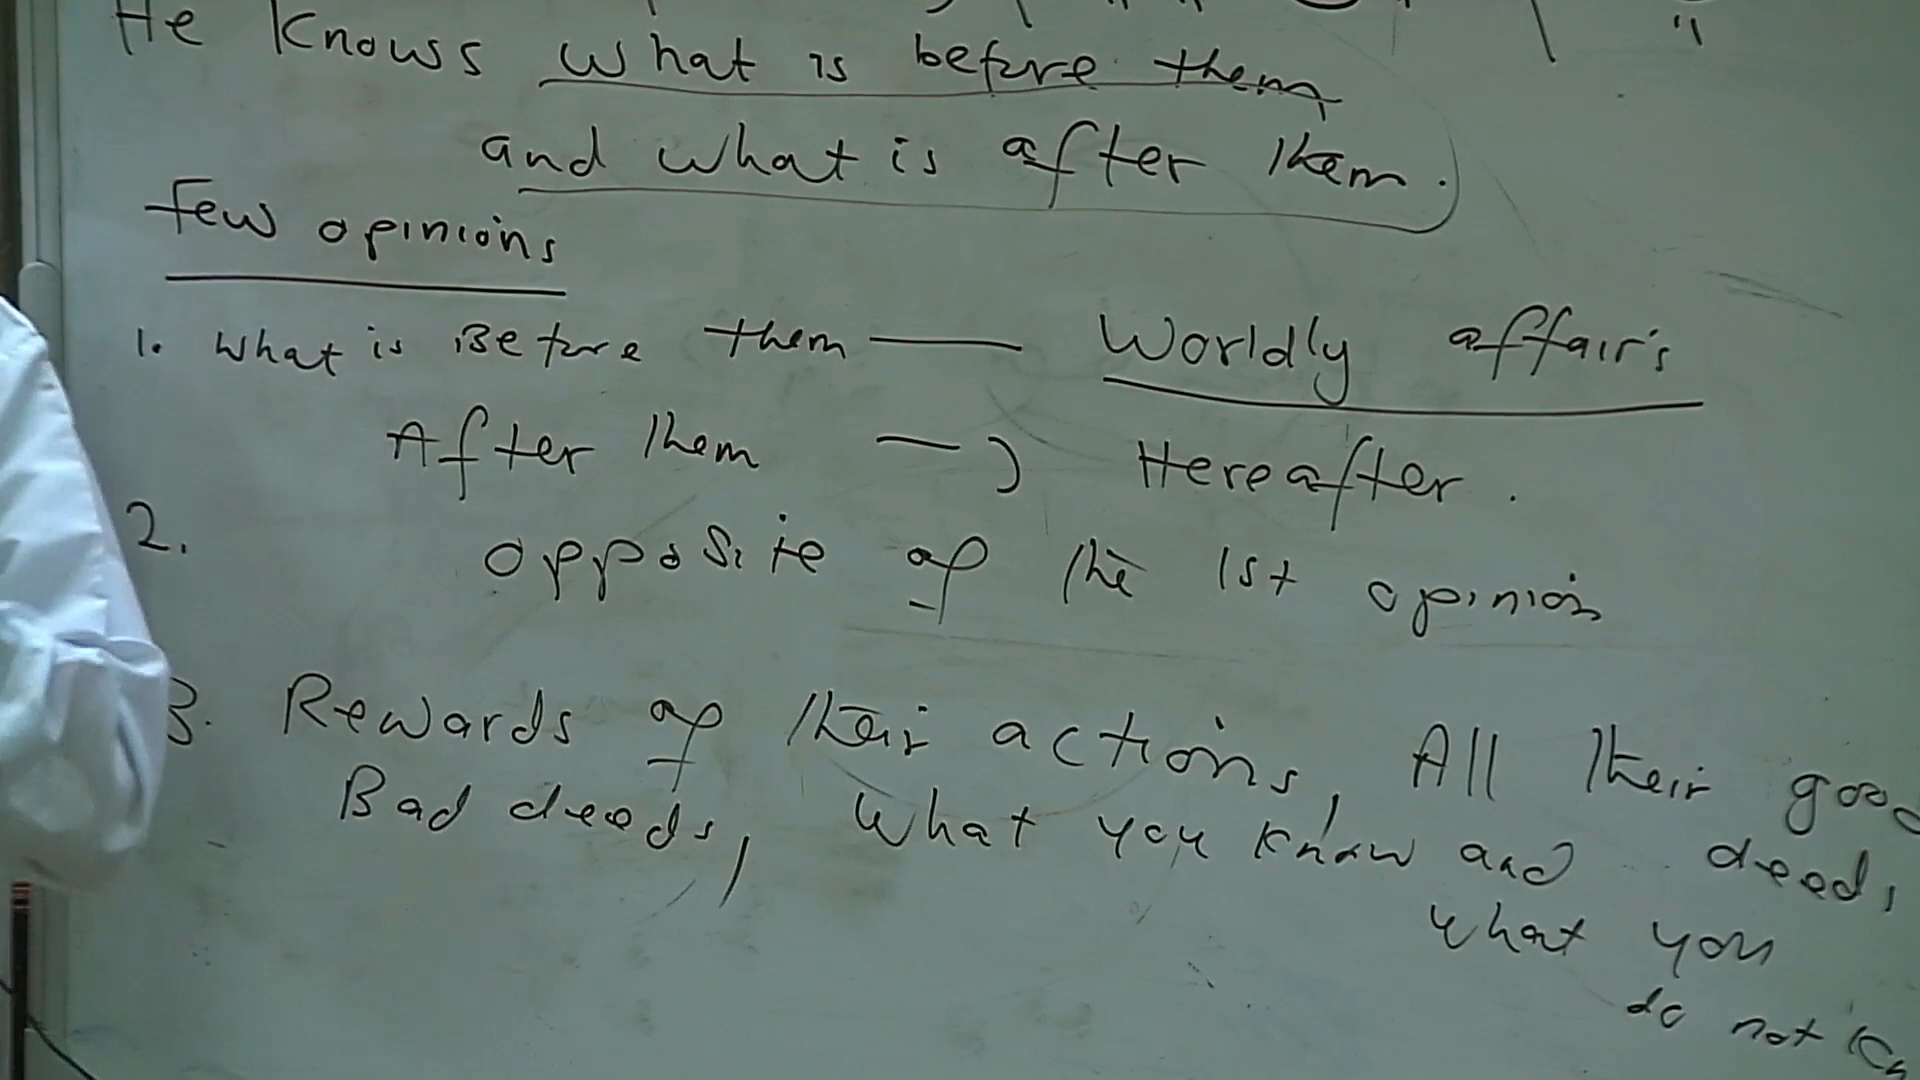 He Knows what is before them
and what is after them.
Few opinions
1. What is Before them — Worldly affairs
After them → Hereafter.
2. opposite of the 1st opinion
3. Rewards of their actions, All their good
Bad deeds, What you know and deed,
what you
do not